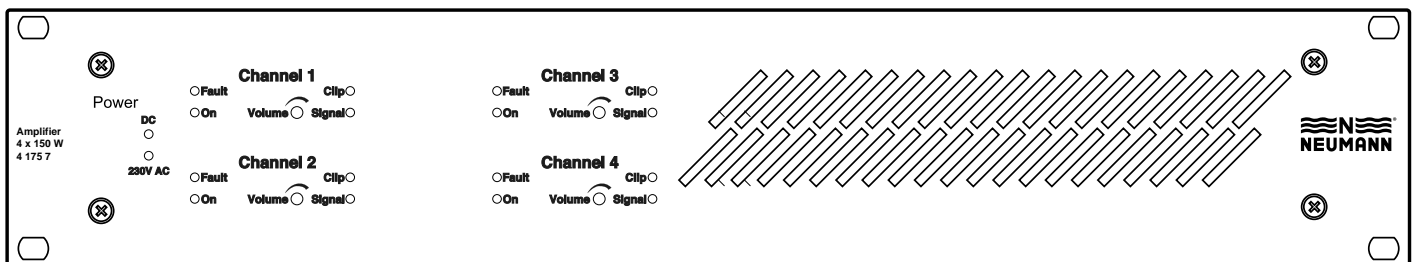 Amplifier
4 x 150 W
4 175 7
Power
DC
230V AC
Channel 1
Fault
Clip
On
Volume
Signal
Channel 2
Fault
Clip
On
Volume
Signal
Channel 3
Fault
Clip
On
Volume
Signal
Channel 4
Fault
Clip
On
Volume
Signal
N
®
NEUMANN